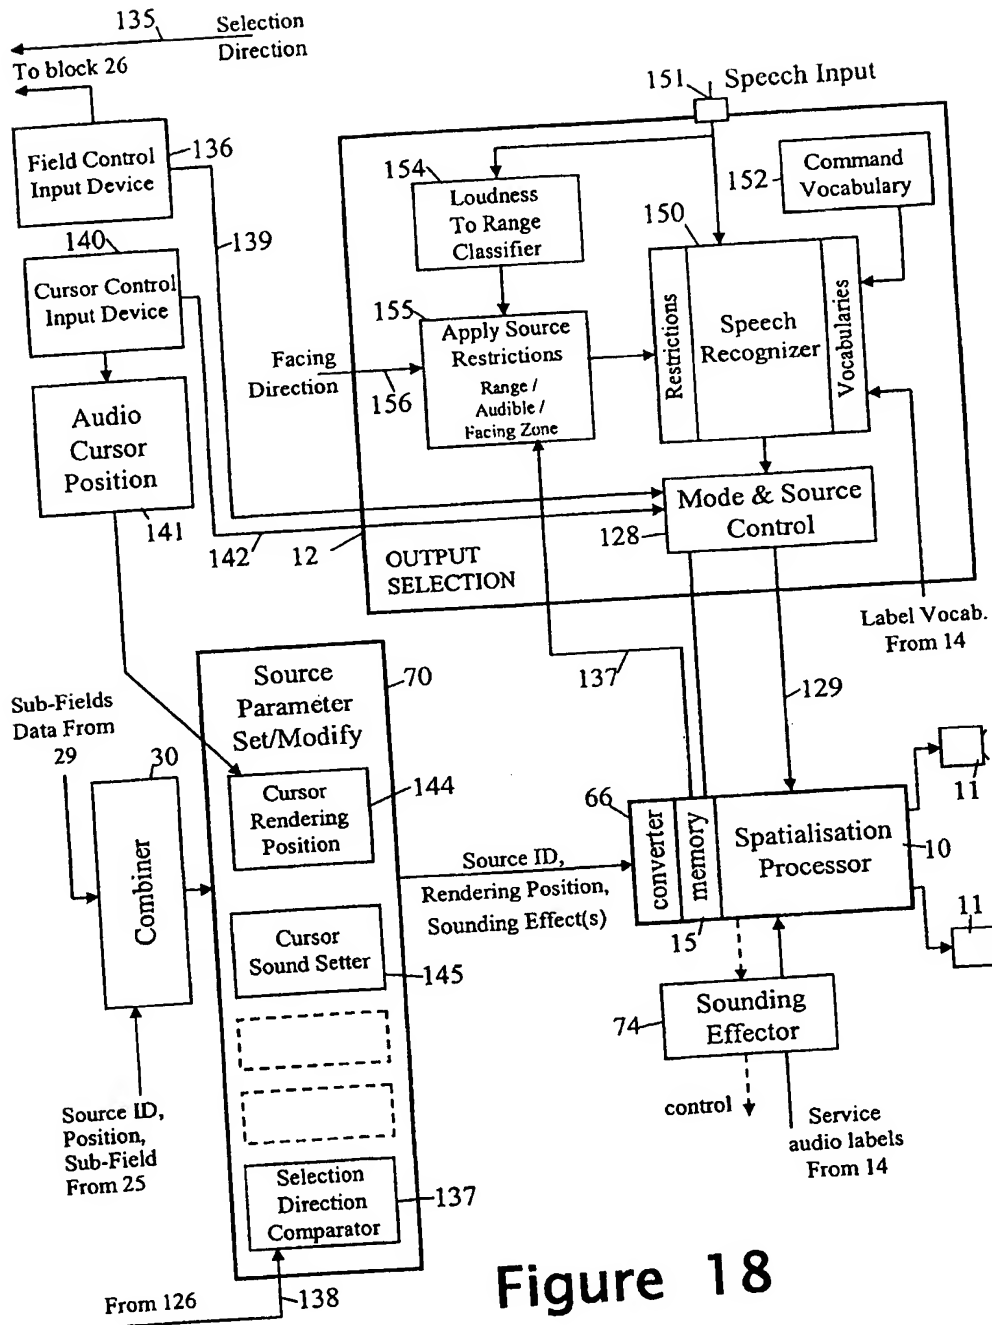 135
Selection
Direction
To block 26
151
Speech Input
Field Control
Input Device
136
154
Loudness
To Range
Classifier
152
Command
Vocabulary
150
140
139
Cursor Control
Input Device
155
Apply Source
Restrictions
Range /
Audible /
Facing Zone
Restrictions
Speech
Recognizer
Vocabularies
Facing
Direction
156
Audio
Cursor
Position
141
142
12
128
Mode & Source
Control
OUTPUT
SELECTION
Label Vocab.
From 14
137
129
Source
Parameter
Set/Modify
70
Sub-Fields
Data From
29
30
Combiner
Cursor
Rendering
Position
144
66
converter
memory
Spatialisation
Processor
10
11
11
15
Source ID,
Rendering Position,
Sounding Effect(s)
Cursor
Sound Setter
145
74
Sounding
Effector
control
Service
audio labels
From 14
Source ID,
Position,
Sub-Field
From 25
Selection
Direction
Comparator
137
From 126
138
Figure 18